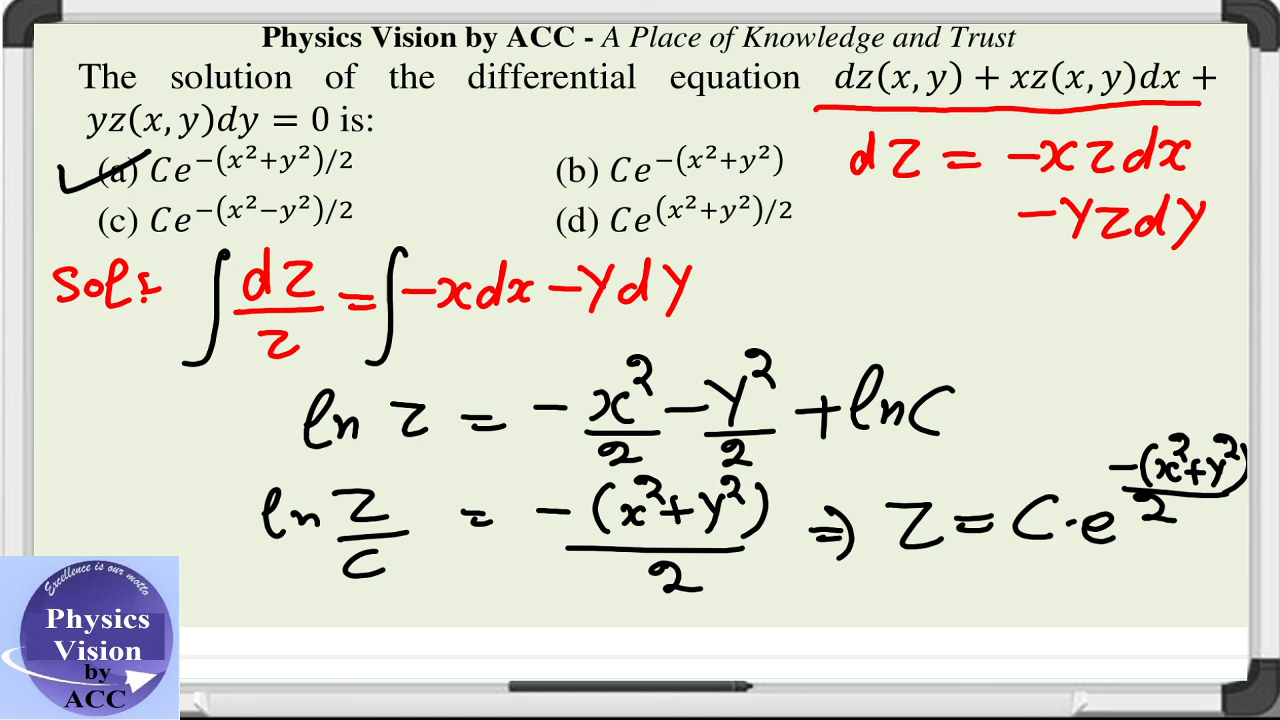 Physics Vision by ACC - A Place of Knowledge and Trust
The solution of the differential equation 𝑑𝑧(𝑥, 𝑦) + 𝑥𝑧(𝑥, 𝑦)𝑑𝑥 +
𝑦𝑧(𝑥, 𝑦)𝑑𝑦 = 0 is:
(a) 𝐶𝑒^{−(𝑥²+𝑦²)/2} (b) 𝐶𝑒^{−(𝑥²+𝑦²)}
(c) 𝐶𝑒^{−(𝑥²−𝑦²)/2} (d) 𝐶𝑒^{(𝑥²+𝑦²)/2}
dz = -xzdx
-yzdy
Sol:
∫ dz/z = ∫ -xdx - ydy
ln z = - x²/2 - y²/2 + lnC
ln z/c = - (x²+y²)/2 ⇒ z = C·e^{-(x²+y²)/2}
Excellence is our motto
Physics
Vision
by
ACC